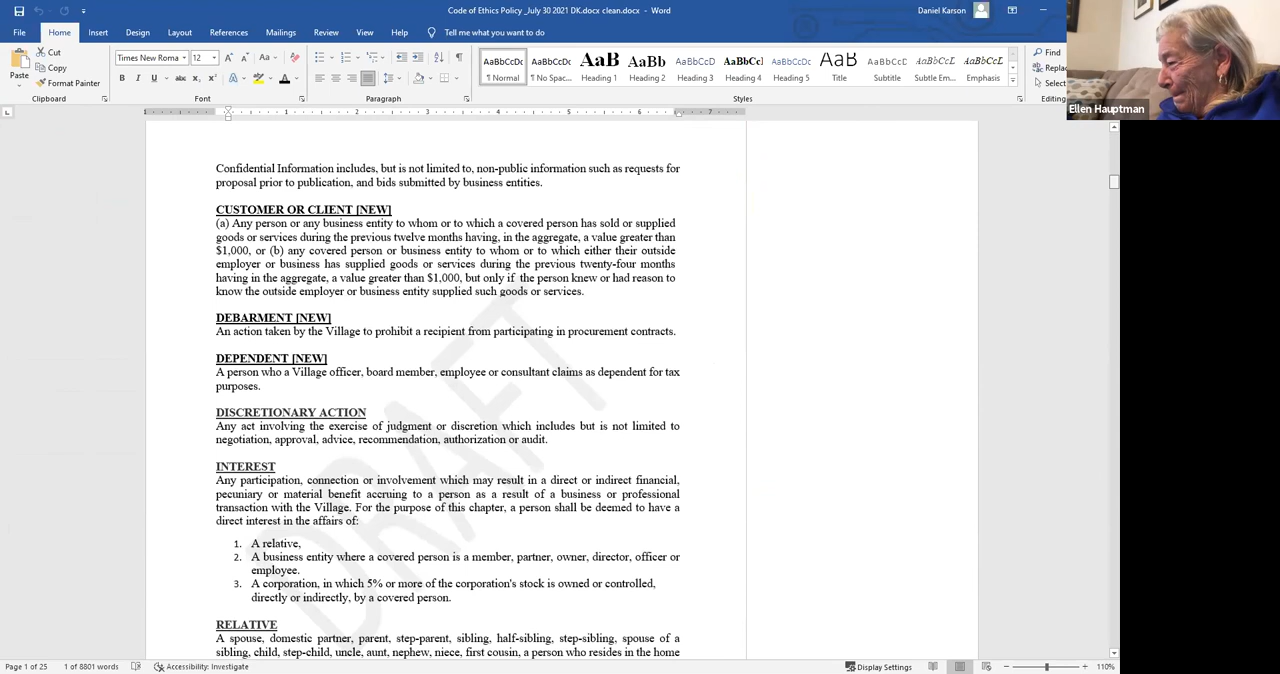 Code of Ethics Policy _July 30 2021 DK.docx clean.docx - Word
Daniel Karson
File Home Insert Design Layout References Mailings Review View Help Tell me what you want to do
Paste
Cut
Copy
Format Painter
Clipboard
Times New Roma 12
Font
Paragraph
AaBbCcDc AaBbCcDc AaB AaBb AaBbCcD AaBbCcI AaBbCcDc AaB AaBbCcD AaBbCcL AaBbCcL
¶ Normal ¶ No Spac... Heading 1 Heading 2 Heading 3 Heading 4 Heading 5 Title Subtitle Subtle Em... Emphasis
Styles
Find
Replac
Select
Editing
Ellen Hauptman
1 1 2 3 4 5 6 7
Confidential Information includes, but is not limited to, non-public information such as requests for
proposal prior to publication, and bids submitted by business entities.
CUSTOMER OR CLIENT [NEW]
(a) Any person or any business entity to whom or to which a covered person has sold or supplied
goods or services during the previous twelve months having, in the aggregate, a value greater than
$1,000, or (b) any covered person or business entity to whom or to which either their outside
employer or business has supplied goods or services during the previous twenty-four months
having in the aggregate, a value greater than $1,000, but only if the person knew or had reason to
know the outside employer or business entity supplied such goods or services.
DEBARMENT [NEW]
An action taken by the Village to prohibit a recipient from participating in procurement contracts.
DEPENDENT [NEW]
A person who a Village officer, board member, employee or consultant claims as dependent for tax
purposes.
DISCRETIONARY ACTION
Any act involving the exercise of judgment or discretion which includes but is not limited to
negotiation, approval, advice, recommendation, authorization or audit.
INTEREST
Any participation, connection or involvement which may result in a direct or indirect financial,
pecuniary or material benefit accruing to a person as a result of a business or professional
transaction with the Village. For the purpose of this chapter, a person shall be deemed to have a
direct interest in the affairs of:
1. A relative,
2. A business entity where a covered person is a member, partner, owner, director, officer or
employee.
3. A corporation, in which 5% or more of the corporation's stock is owned or controlled,
directly or indirectly, by a covered person.
RELATIVE
A spouse, domestic partner, parent, step-parent, sibling, half-sibling, step-sibling, spouse of a
sibling, child, step-child, uncle, aunt, nephew, niece, first cousin, a person who resides in the home
DRAFT
Page 1 of 25 1 of 8801 words Accessibility: Investigate Display Settings 110%